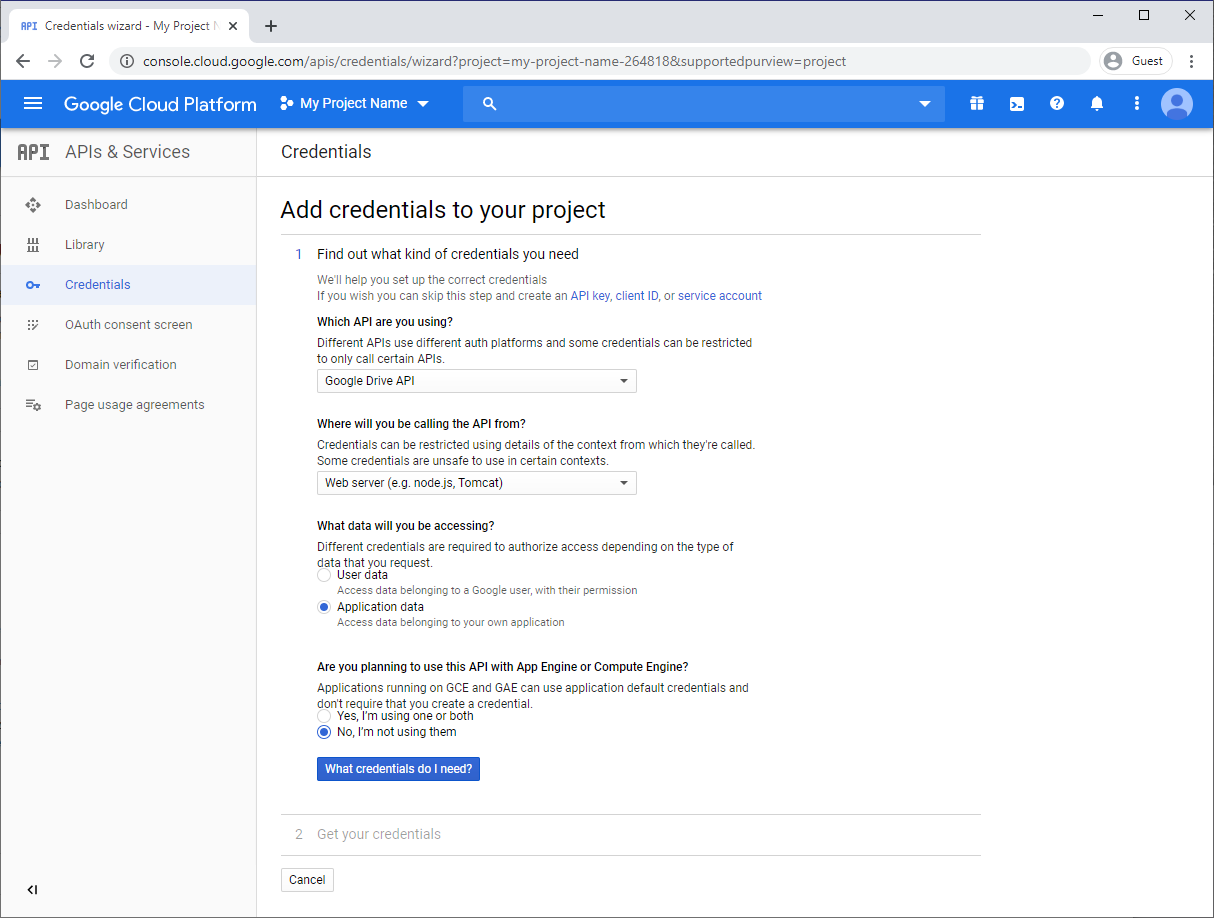 API Credentials wizard - My Project N
console.cloud.google.com/apis/credentials/wizard?project=my-project-name-264818&supportedpurview=project
Guest
Google Cloud Platform
My Project Name
API APIs & Services
Credentials
Dashboard
Library
Credentials
OAuth consent screen
Domain verification
Page usage agreements
Add credentials to your project
1 Find out what kind of credentials you need
We'll help you set up the correct credentials
If you wish you can skip this step and create an API key, client ID, or service account
Which API are you using?
Different APIs use different auth platforms and some credentials can be restricted
to only call certain APIs.
Google Drive API
Where will you be calling the API from?
Credentials can be restricted using details of the context from which they're called.
Some credentials are unsafe to use in certain contexts.
Web server (e.g. node.js, Tomcat)
What data will you be accessing?
Different credentials are required to authorize access depending on the type of
data that you request.
User data
Access data belonging to a Google user, with their permission
Application data
Access data belonging to your own application
Are you planning to use this API with App Engine or Compute Engine?
Applications running on GCE and GAE can use application default credentials and
don't require that you create a credential.
Yes, I'm using one or both
No, I'm not using them
What credentials do I need?
2 Get your credentials
Cancel